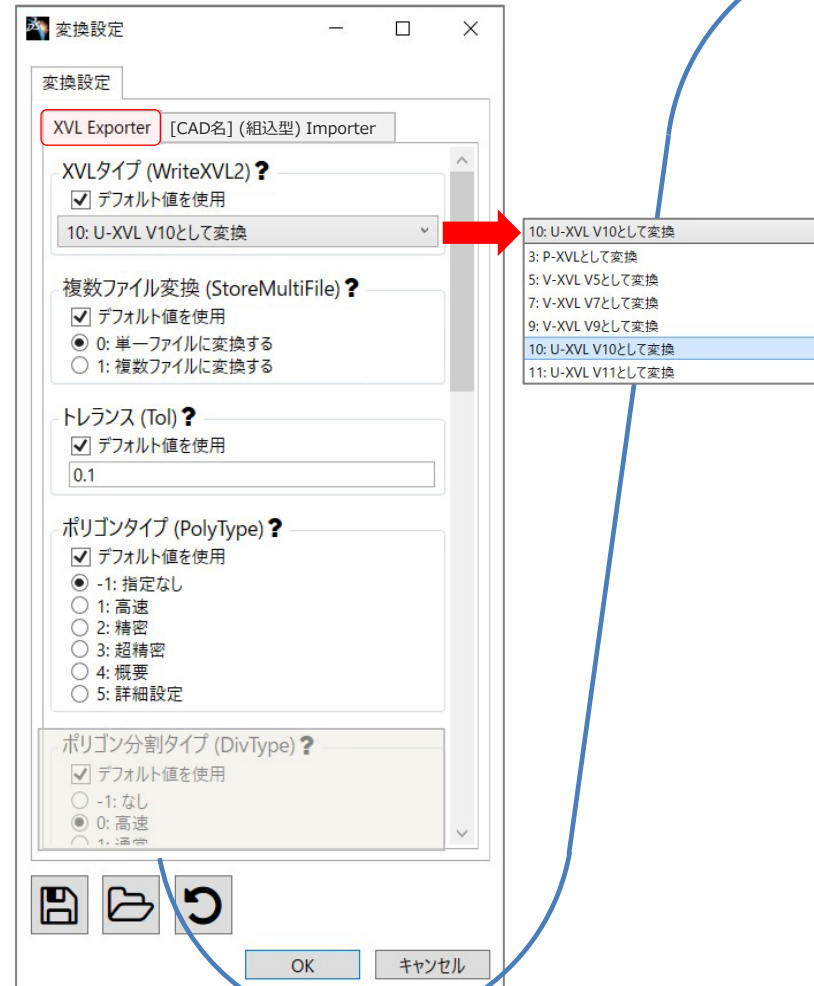 変換設定
変換設定
XVL Exporter
[CAD名] (組込型) Importer
XVLタイプ (WriteXVL2) ?
デフォルト値を使用
10: U-XVL V10として変換
複数ファイル変換 (StoreMultiFile) ?
デフォルト値を使用
0: 単一ファイルに変換する
1: 複数ファイルに変換する
トレランス (Tol) ?
デフォルト値を使用
0.1
ポリゴンタイプ (PolyType) ?
デフォルト値を使用
-1: 指定なし
1: 高速
2: 精密
3: 超精密
4: 概要
5: 詳細設定
ポリゴン分割タイプ (DivType) ?
デフォルト値を使用
-1: なし
0: 高速
1: 通常
OK
キャンセル
10: U-XVL V10として変換
3: P-XVLとして変換
5: V-XVL V5として変換
7: V-XVL V7として変換
9: V-XVL V9として変換
10: U-XVL V10として変換
11: U-XVL V11として変換